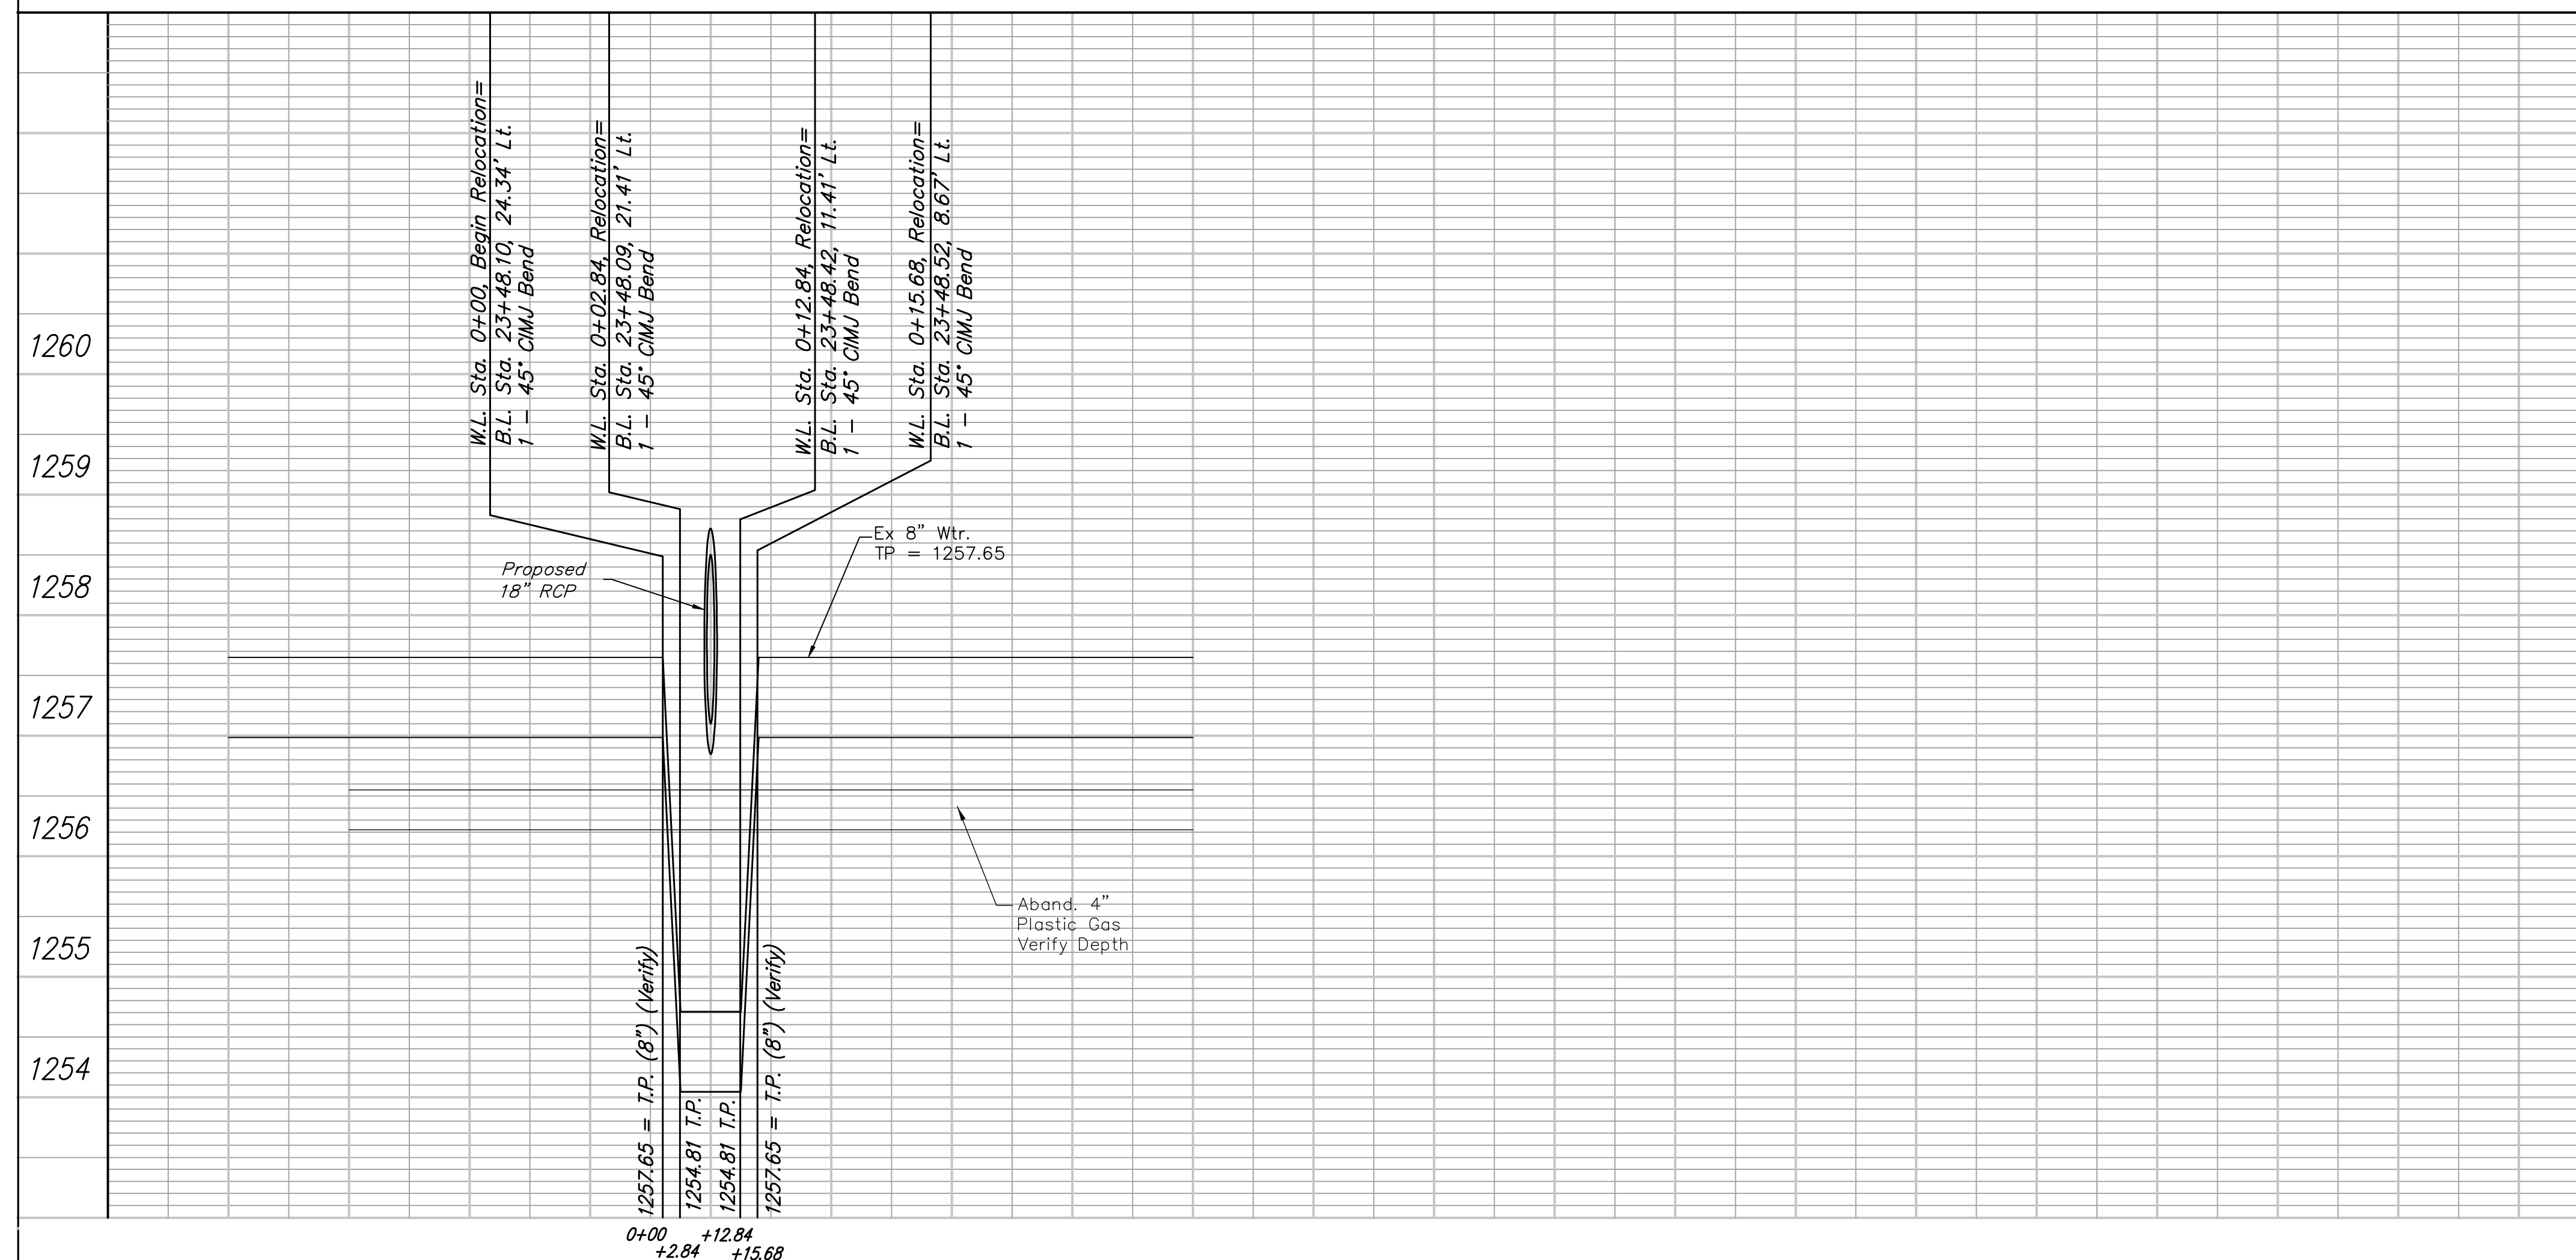 W.L. Sta. 0+00, Begin Relocation=
B.L. Sta. 23+48.10, 24.34' Lt.
1 – 45° CIMJ Bend
W.L. Sta. 0+02.84, Relocation=
B.L. Sta. 23+48.09, 21.41' Lt.
1 – 45° CIMJ Bend
W.L. Sta. 0+12.84, Relocation=
B.L. Sta. 23+48.42, 11.41' Lt.
1 – 45° CIMJ Bend
W.L. Sta. 0+15.68, Relocation=
B.L. Sta. 23+48.52, 8.67' Lt.
1 – 45° CIMJ Bend
1260
1259
1258
1257
1256
1255
1254
Ex 8" Wtr.
TP = 1257.65
Proposed
18" RCP
Aband. 4"
Plastic Gas
Verify Depth
1257.65 = T.P. (8") (Verify)
1254.81 T.P.
1254.81 T.P.
1257.65 = T.P. (8") (Verify)
0+00
+2.84
+12.84
+15.68